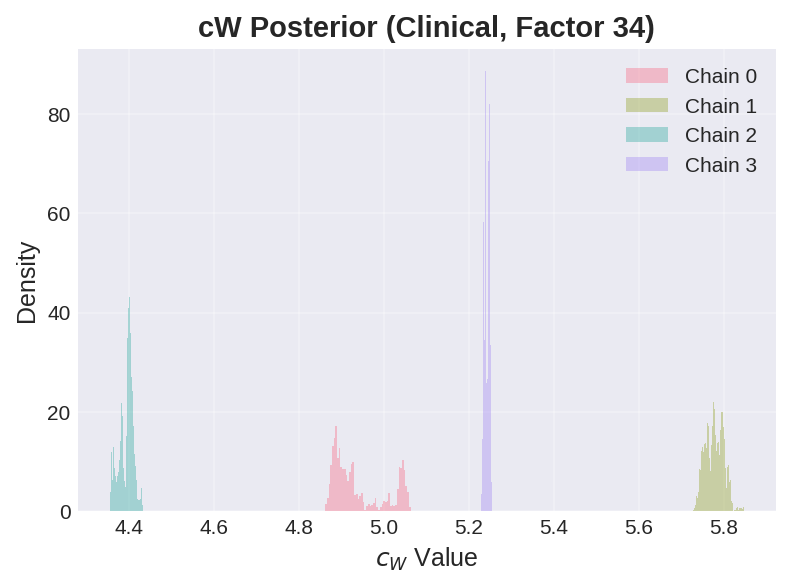 cW Posterior (Clinical, Factor 34)
Chain 0
Chain 1
Chain 2
Chain 3
Density
80
60
40
20
0
4.4 4.6 4.8 5.0 5.2 5.4 5.6 5.8
c_W Value